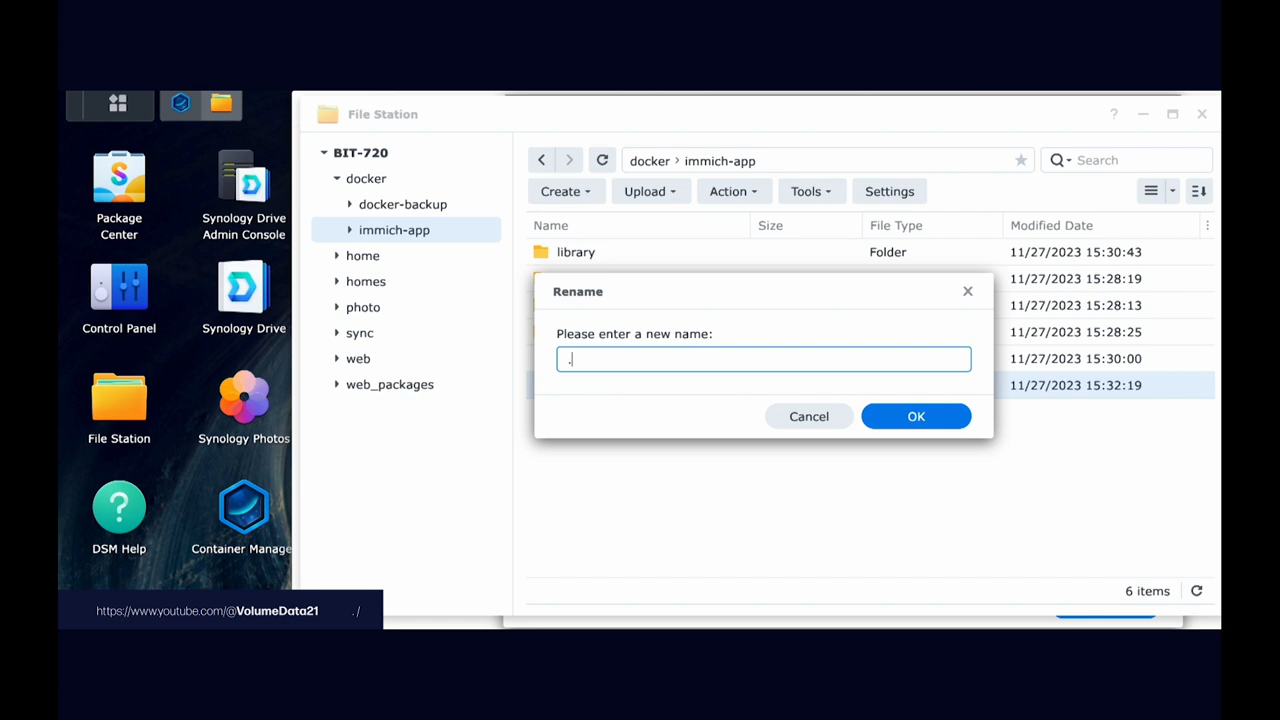 File Station
BIT-720
docker
docker-backup
immich-app
home
homes
photo
sync
web
web_packages
docker › immich-app
Search
Create
Upload
Action
Tools
Settings
Name
Size
File Type
Modified Date
library
Folder
11/27/2023 15:30:43
11/27/2023 15:28:19
11/27/2023 15:28:13
11/27/2023 15:28:25
11/27/2023 15:30:00
11/27/2023 15:32:19
Rename
Please enter a new name:
.
Cancel
OK
6 items
Package
Center
Synology Drive
Admin Console
Control Panel
Synology Drive
File Station
Synology Photos
DSM Help
Container Manage
https://www.youtube.com/@VolumeData21 ./